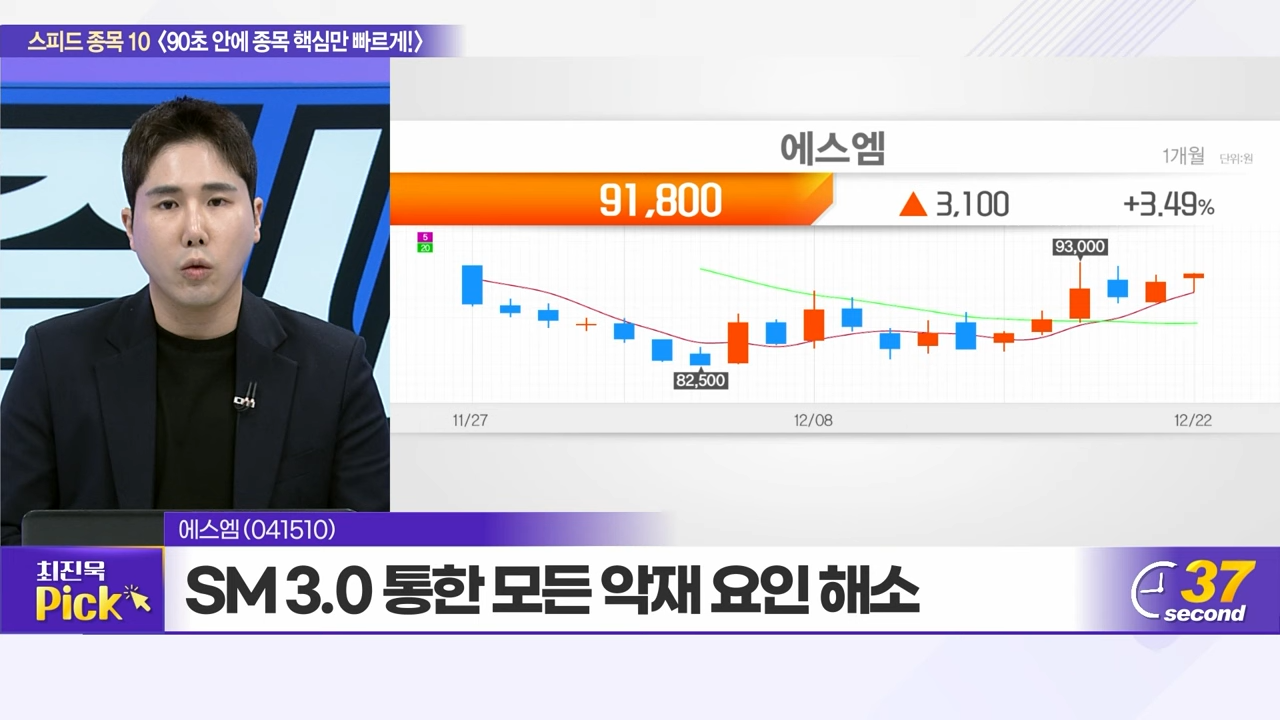 스피드 종목 10 〈90초 안에 종목 핵심만 빠르게!〉
에스엠
1개월 단위:원
91,800 ▲ 3,100 +3.49%
5
20
93,000
82,500
11/27 12/08 12/22
에스엠(041510)
최진욱
Pick
SM 3.0 통한 모든 악재 요인 해소
37
second